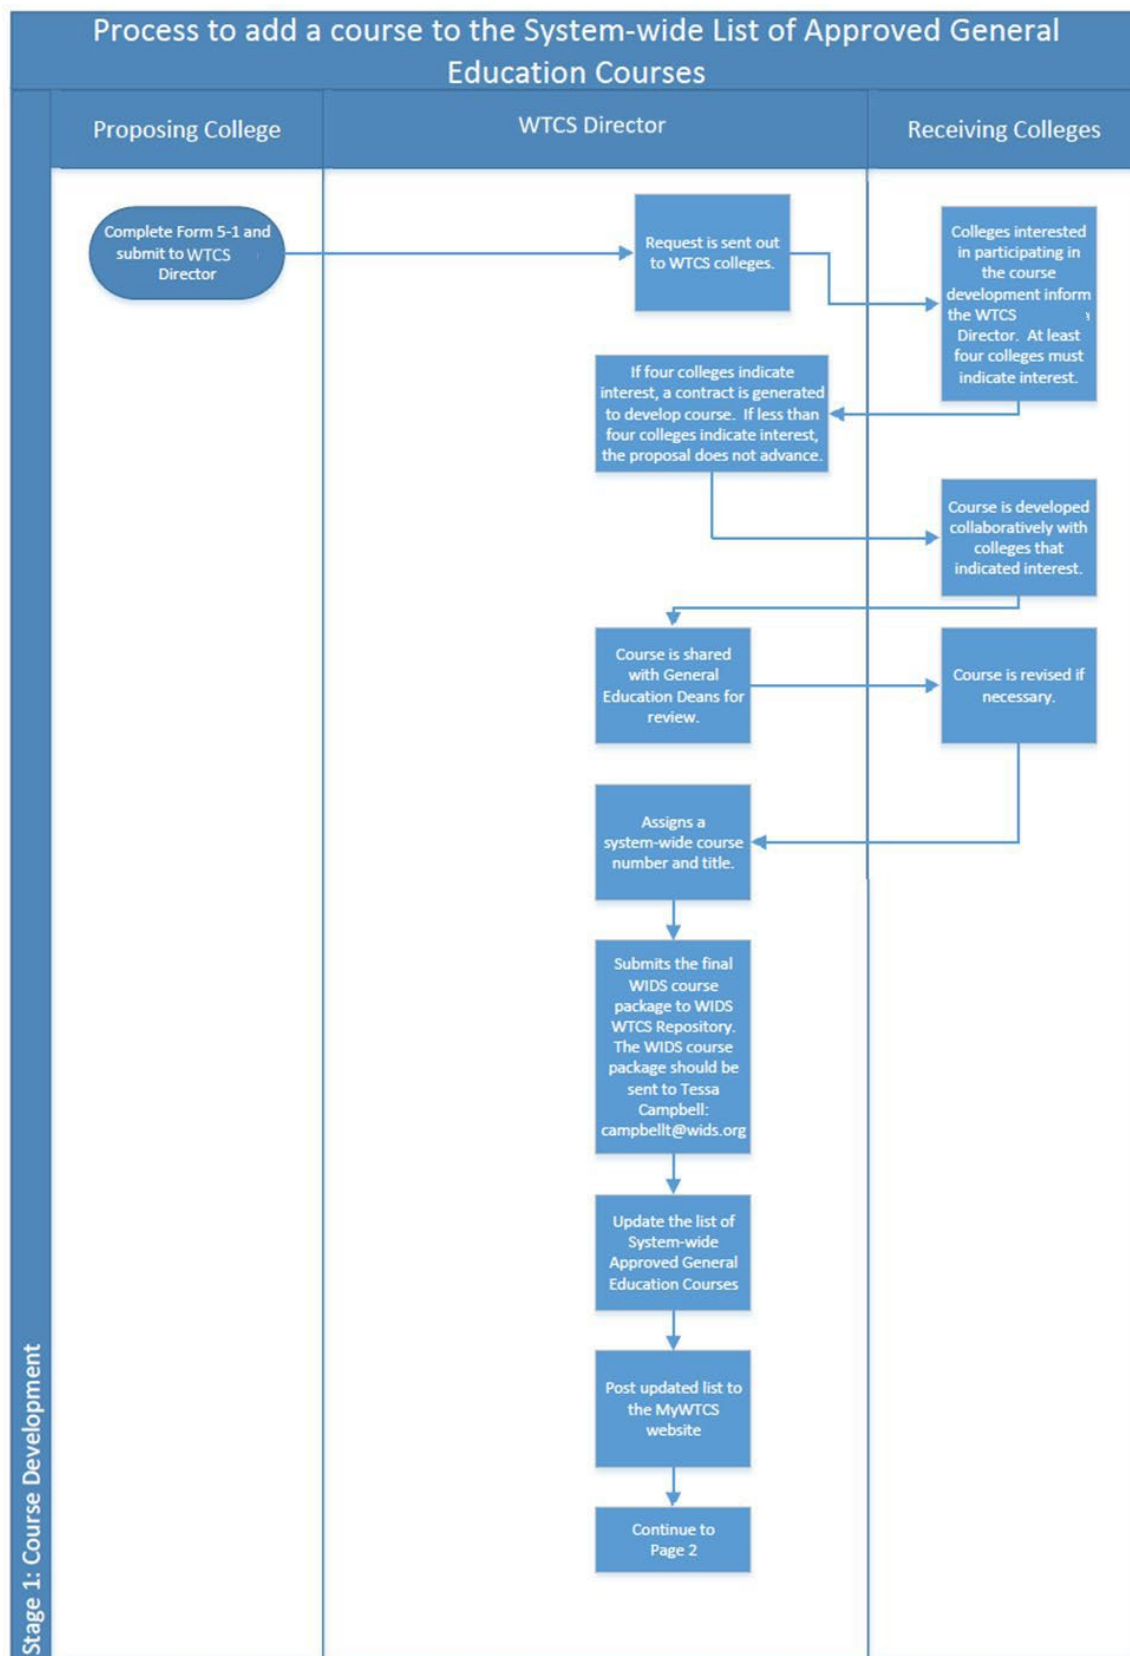 Process to add a course to the System-wide List of Approved General
Education Courses
Proposing College
WTCS Director
Receiving Colleges
Complete Form 5-1 and
submit to WTCS
Director
Request is sent out
to WTCS colleges.
Colleges interested
in participating in
the course
development inform
the WTCS
Director. At least
four colleges must
indicate interest.
If four colleges indicate
interest, a contract is generated
to develop course. If less than
four colleges indicate interest,
the proposal does not advance.
Course is developed
collaboratively with
colleges that
indicated interest.
Course is shared
with General
Education Deans for
review.
Course is revised if
necessary.
Assigns a
system-wide course
number and title.
Submits the final
WIDS course
package to WIDS
WTCS Repository.
The WIDS course
package should be
sent to Tessa
Campbell:
campbellt@wids.org
Update the list of
System-wide
Approved General
Education Courses
Post updated list to
the MyWTCS
website
Continue to
Page 2
Stage 1: Course Development